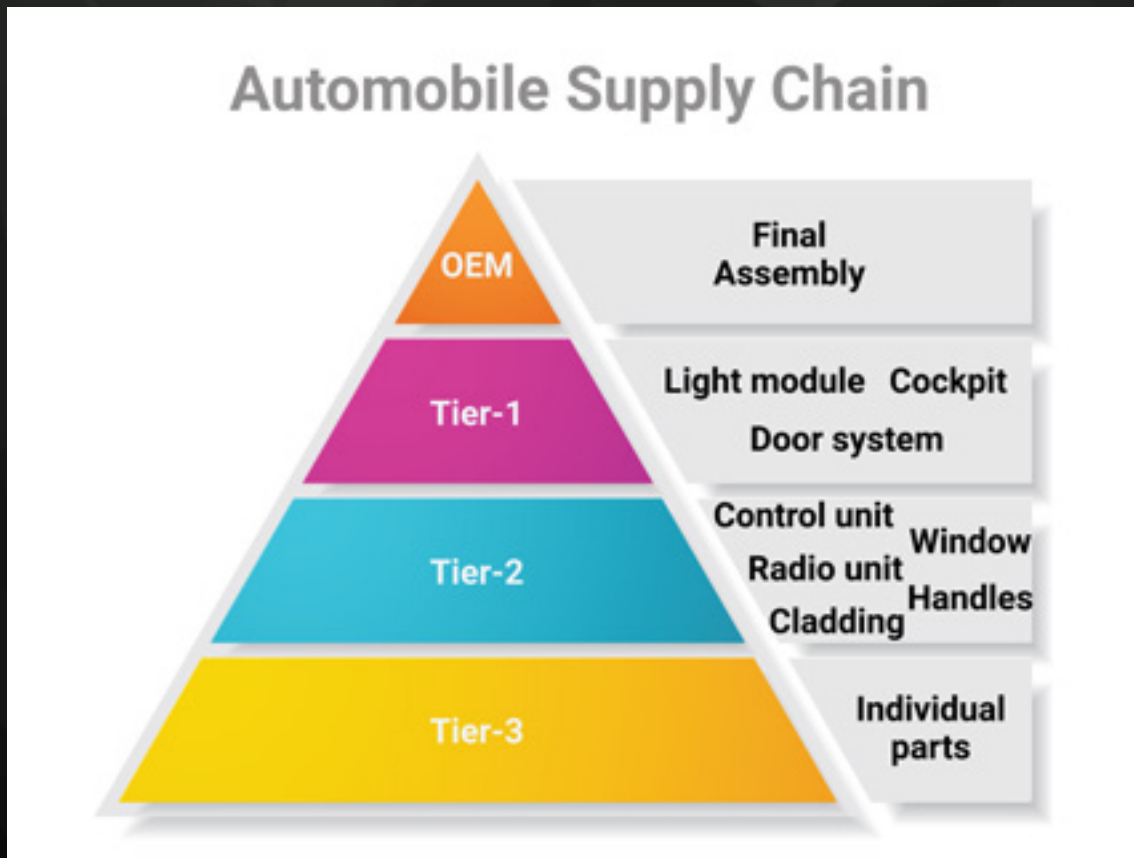 Automobile Supply Chain
OEM
Final
Assembly
Tier-1
Light module Cockpit
Door system
Tier-2
Control unit
Window
Radio unit
Handles
Cladding
Tier-3
Individual
parts